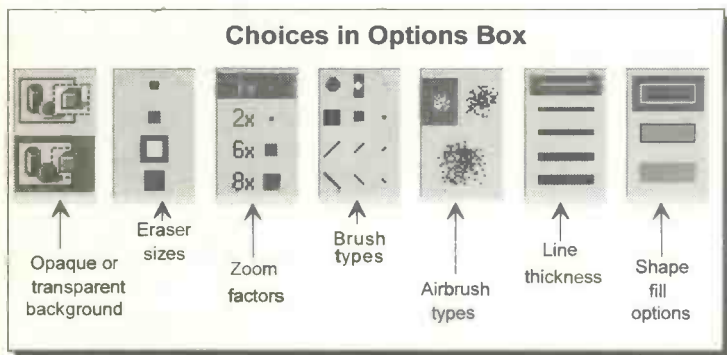 Choices in Options Box
2x
6x
8x
Opaque or
transparent
background
Eraser
sizes
Zoom
factors
Brush
types
Airbrush
types
Line
thickness
Shape
fill
options